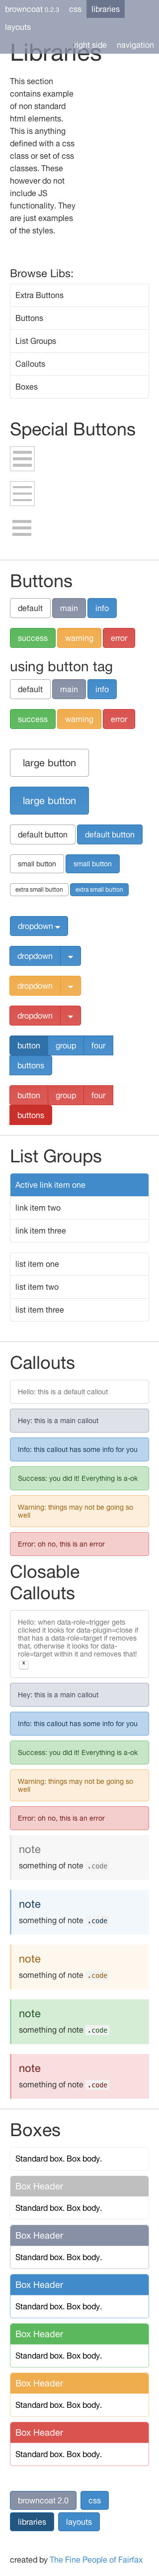 browncoat 0.2.3 css libraries
layouts
right side navigation
Libraries
This section
contains example
of non standard
html elements.
This is anything
defined with a css
class or set of css
classes. These
however do not
include JS
functionality. They
are just examples
of the styles.
Browse Libs:
Extra Buttons
Buttons
List Groups
Callouts
Boxes
Special Buttons
Buttons
default main info
success warning error
using button tag
default main info
success warning error
large button
large button
default button default button
small button small button
extra small button extra small button
dropdown
dropdown
dropdown
dropdown
button group four
buttons
button group four
buttons
List Groups
Active link item one
link item two
link item three
list item one
list item two
list item three
Callouts
Hello: this is a default callout
Hey: this is a main callout
Info: this callout has some info for you
Success: you did it! Everything is a-ok
Warning: things may not be going so
well
Error: oh no, this is an error
Closable
Callouts
Hello: when data-role=trigger gets
clicked it looks for data-plugin=close if
that has a data-role=target if removes
that, otherwise it looks for data-
role=target within it and removes that!
x
Hey: this is a main callout
Info: this callout has some info for you
Success: you did it! Everything is a-ok
Warning: things may not be going so
well
Error: oh no, this is an error
note
something of note .code
note
something of note .code
note
something of note .code
note
something of note .code
note
something of note .code
Boxes
Standard box. Box body.
Box Header
Standard box. Box body.
Box Header
Standard box. Box body.
Box Header
Standard box. Box body.
Box Header
Standard box. Box body.
Box Header
Standard box. Box body.
Box Header
Standard box. Box body.
browncoat 2.0 css
libraries layouts
created by The Fine People of Fairfax